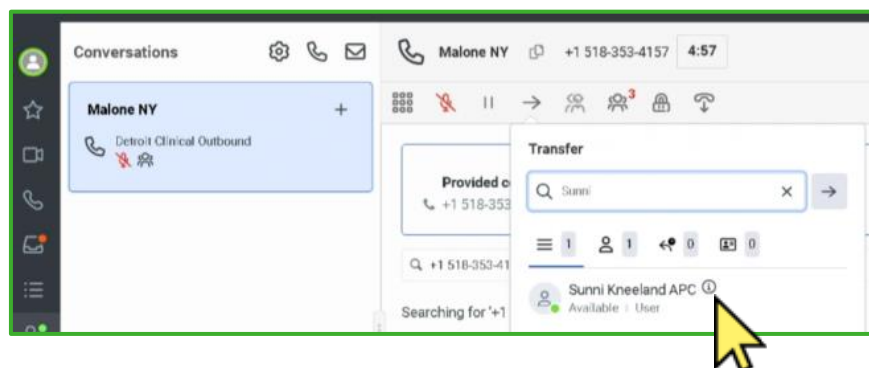 Conversations
Malone NY
+1 518-353-4157
4:57
Malone NY
+
Detroit Clinical Outbound
3
Transfer
Sunni
Provided c
+1 518-353
1
1
0
0
+1 518-353-41
Sunni Kneeland APC
Available | User
Searching for '+1